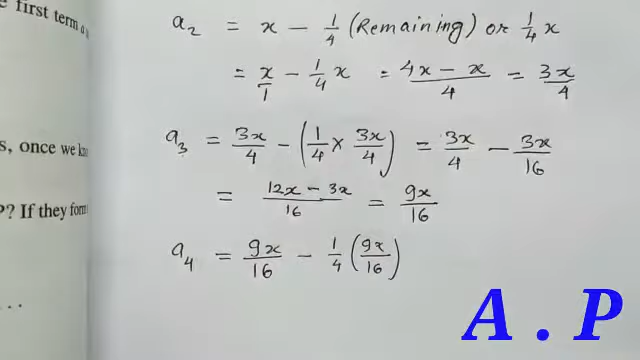 e first term
a₂ = x − 1/4 (Remaining) or 1/4 x
= x/1 − 1/4 x = 4x − x/4 = 3x/4
s, once we
a₃ = 3x/4 − (1/4 × 3x/4) = 3x/4 − 3x/16
P? If they form
= 12x − 3x/16 = 9x/16
a₄ = 9x/16 − 1/4 (9x/16)
...
A . P